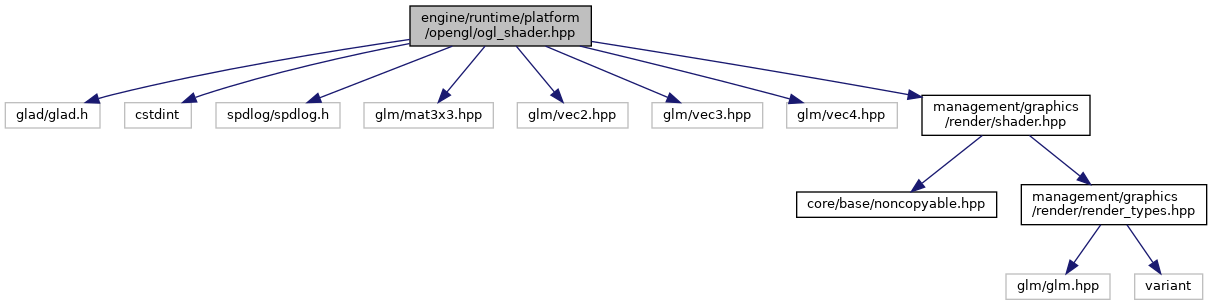 engine/runtime/platform
/opengl/ogl_shader.hpp
glad/glad.h
cstdint
spdlog/spdlog.h
glm/mat3x3.hpp
glm/vec2.hpp
glm/vec3.hpp
glm/vec4.hpp
management/graphics
/render/shader.hpp
core/base/noncopyable.hpp
management/graphics
/render/render_types.hpp
glm/glm.hpp
variant